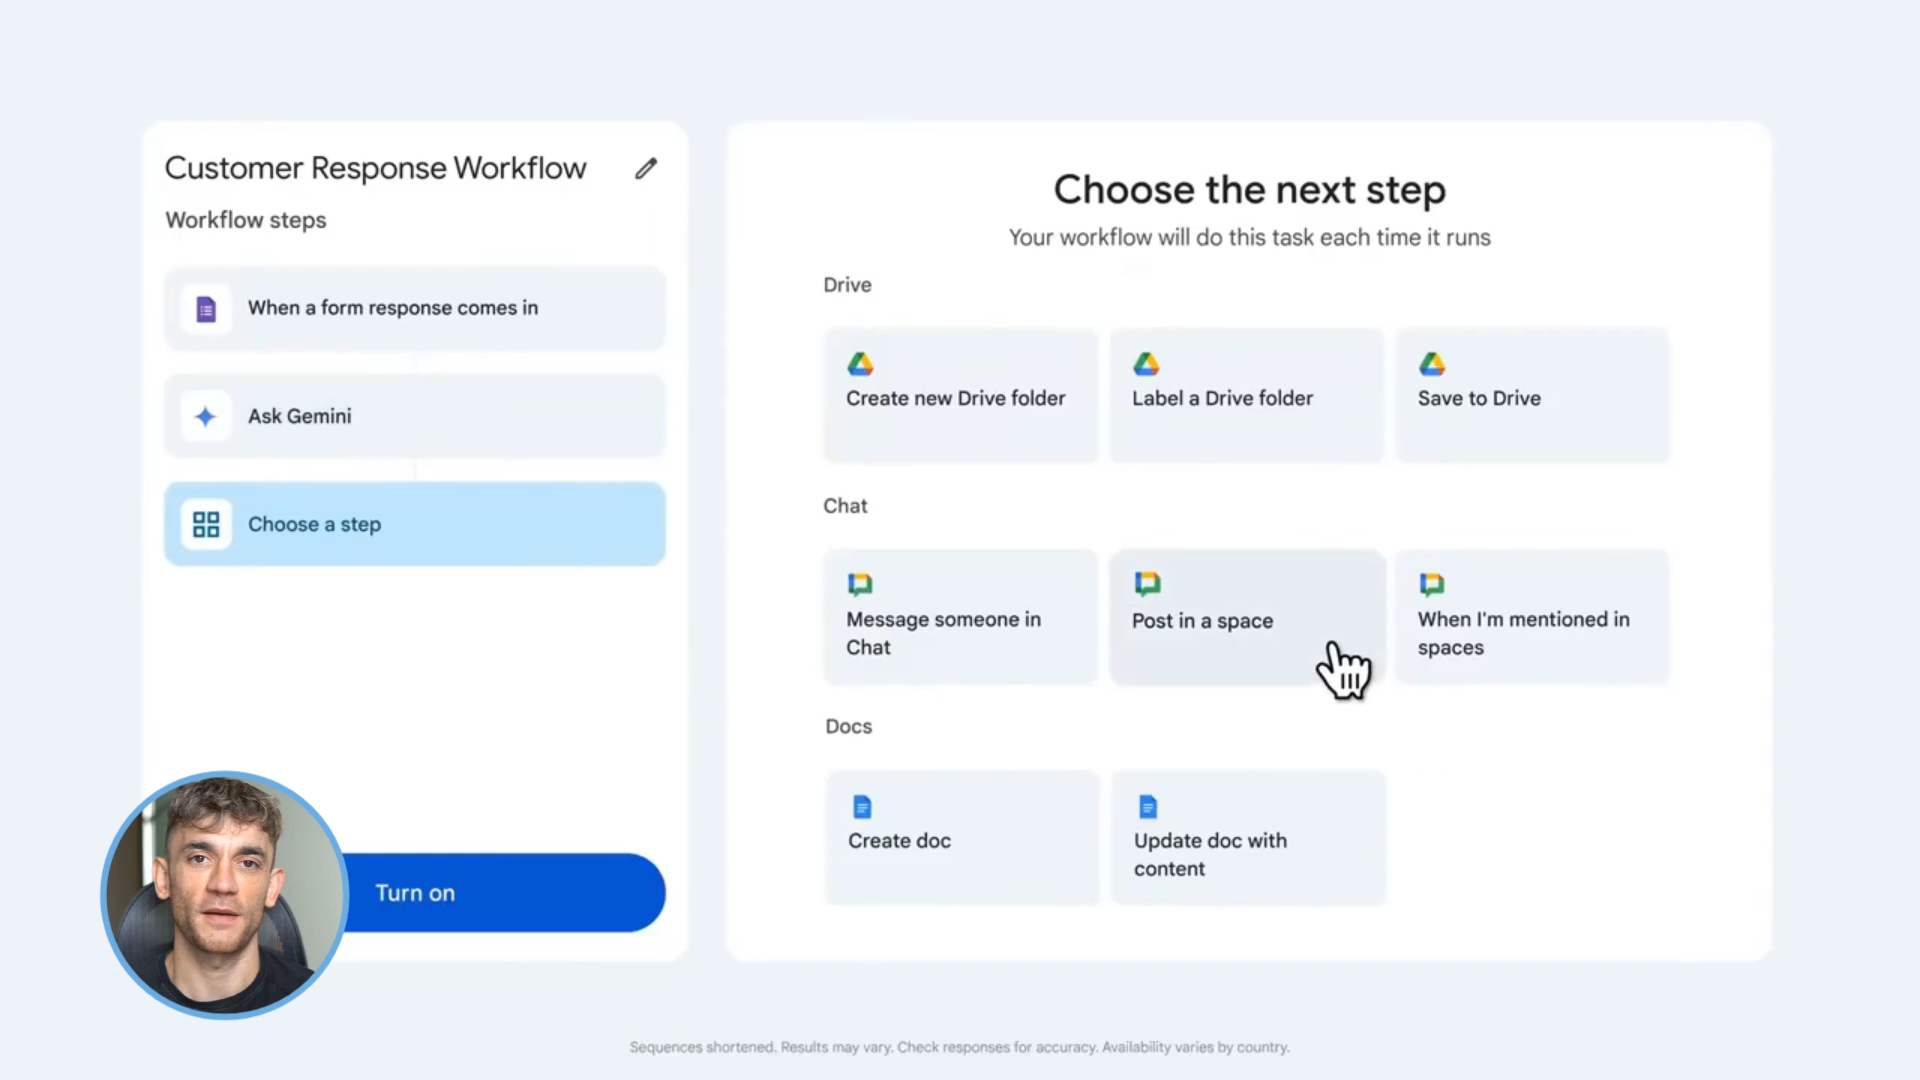 Customer Response Workflow
Workflow steps
When a form response comes in
Ask Gemini
Choose a step
Turn on
Choose the next step
Your workflow will do this task each time it runs
Drive
Create new Drive folder
Label a Drive folder
Save to Drive
Chat
Message someone in
Chat
Post in a space
When I'm mentioned in
spaces
Docs
Create doc
Update doc with
content
Sequences shortened. Results may vary. Check responses for accuracy. Availability varies by country.